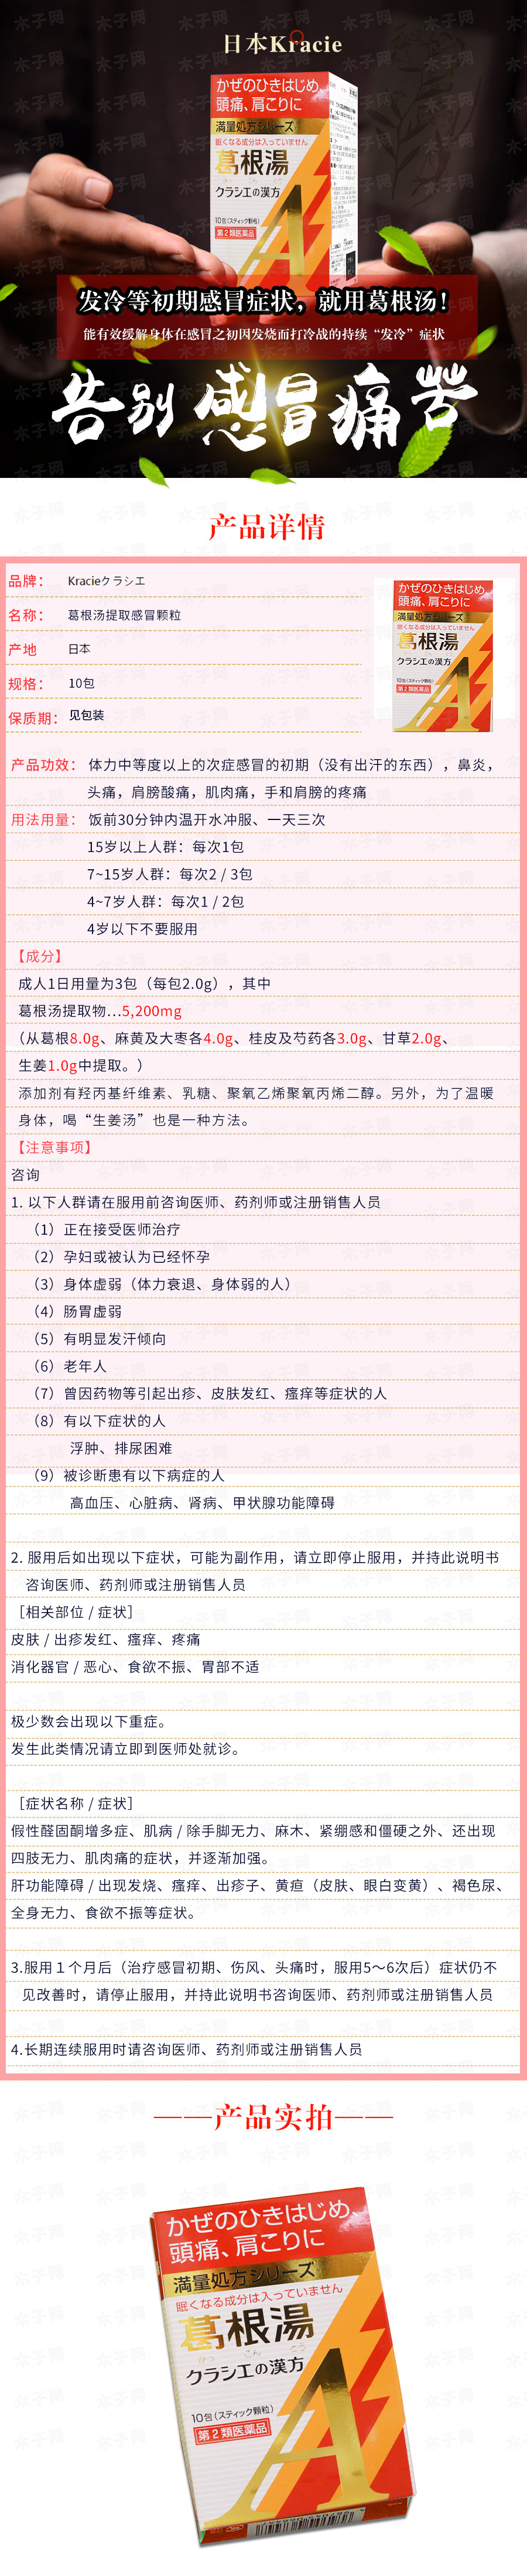 日本Kracie
かぜのひきはじめ、
頭痛、肩こりに
満量処方シリーズ
眠くなる成分は入っていません
葛根湯
クラシエの漢方
10包(スティック顆粒)
第2類医薬品
A
发冷等初期感冒症状，就用葛根汤！
能有效缓解身体在感冒之初因发烧而打冷战的持续“发冷”症状
告别感冒痛苦
产品详情
品牌： Kracieクラシエ
名称： 葛根汤提取感冒颗粒
产地 日本
规格： 10包
保质期： 见包装
かぜのひきはじめ、
頭痛、肩こりに
満量処方シリーズ
眠くなる成分は入っていません
葛根湯
クラシエの漢方
10包(スティック顆粒)
第2類医薬品
A
产品功效： 体力中等度以上的次症感冒的初期（没有出汗的东西），鼻炎，
头痛，肩膀酸痛，肌肉痛，手和肩膀的疼痛
用法用量： 饭前30分钟内温开水冲服、一天三次
15岁以上人群：每次1包
7~15岁人群：每次2 / 3包
4~7岁人群：每次1 / 2包
4岁以下不要服用
【成分】
成人1日用量为3包（每包2.0g），其中
葛根汤提取物…5,200mg
（从葛根8.0g、麻黄及大枣各4.0g、桂皮及芍药各3.0g、甘草2.0g、
生姜1.0g中提取。）
添加剂有羟丙基纤维素、乳糖、聚氧乙烯聚氧丙烯二醇。另外，为了温暖
身体，喝“生姜汤”也是一种方法。
【注意事项】
咨询
1. 以下人群请在服用前咨询医师、药剂师或注册销售人员
（1）正在接受医师治疗
（2）孕妇或被认为已经怀孕
（3）身体虚弱（体力衰退、身体弱的人）
（4）肠胃虚弱
（5）有明显发汗倾向
（6）老年人
（7）曾因药物等引起出疹、皮肤发红、瘙痒等症状的人
（8）有以下症状的人
浮肿、排尿困难
（9）被诊断患有以下病症的人
高血压、心脏病、肾病、甲状腺功能障碍
2. 服用后如出现以下症状，可能为副作用，请立即停止服用，并持此说明书
咨询医师、药剂师或注册销售人员
［相关部位 / 症状］
皮肤 / 出疹发红、瘙痒、疼痛
消化器官 / 恶心、食欲不振、胃部不适
极少数会出现以下重症。
发生此类情况请立即到医师处就诊。
［症状名称 / 症状］
假性醛固酮增多症、肌病 / 除手脚无力、麻木、紧绷感和僵硬之外、还出现
四肢无力、肌肉痛的症状，并逐渐加强。
肝功能障碍 / 出现发烧、瘙痒、出疹子、黄疸（皮肤、眼白变黄）、褐色尿、
全身无力、食欲不振等症状。
3.服用１个月后（治疗感冒初期、伤风、头痛时，服用5～6次后）症状仍不
见改善时，请停止服用，并持此说明书咨询医师、药剂师或注册销售人员
4.长期连续服用时请咨询医师、药剂师或注册销售人员
——产品实拍——
かぜのひきはじめ、
頭痛、肩こりに
満量処方シリーズ
眠くなる成分は入っていません
葛根湯
かっ こん とう
クラシエの漢方
10包(スティック顆粒)
第2類医薬品
A